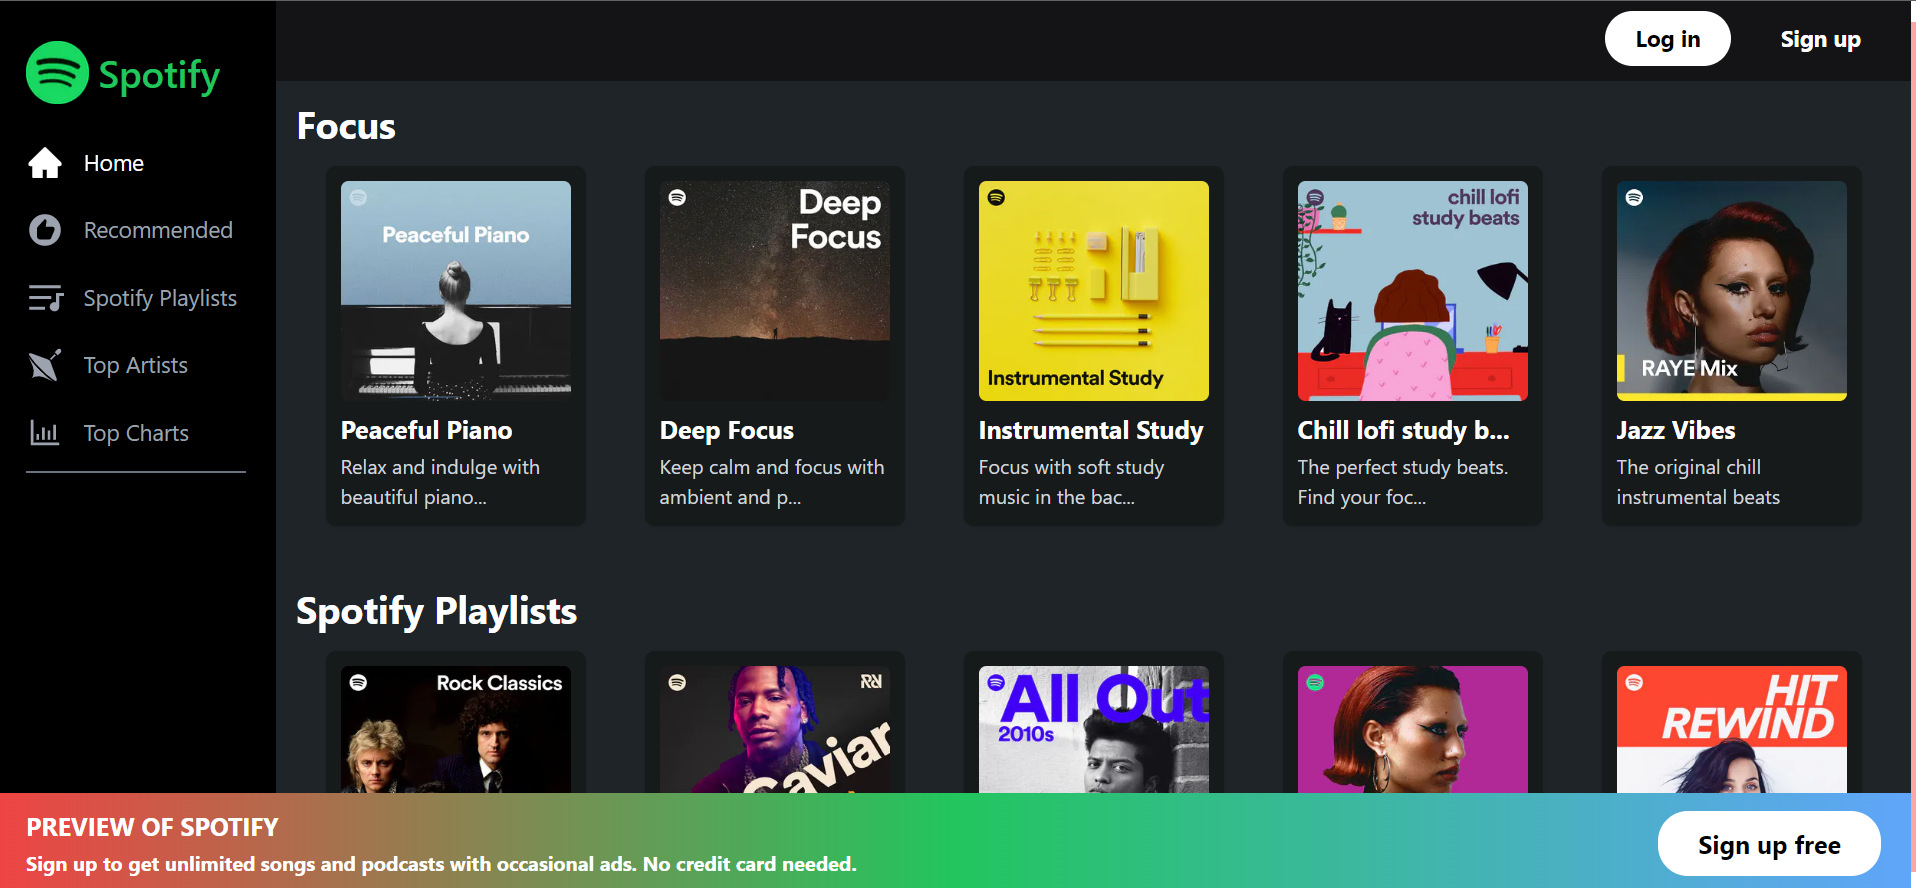 Spotify
Home
Recommended
Spotify Playlists
Top Artists
Top Charts
Log in
Sign up
Focus
Peaceful Piano
Peaceful Piano
Relax and indulge with
beautiful piano...
Deep
Focus
Deep Focus
Keep calm and focus with
ambient and p...
Instrumental Study
Instrumental Study
Focus with soft study
music in the bac...
chill lofi
study beats
Chill lofi study b...
The perfect study beats.
Find your foc...
RAYE Mix
Jazz Vibes
The original chill
instrumental beats
Spotify Playlists
Rock Classics
Caviar
All Out
2010s
HIT
REWIND
PREVIEW OF SPOTIFY
Sign up to get unlimited songs and podcasts with occasional ads. No credit card needed.
Sign up free